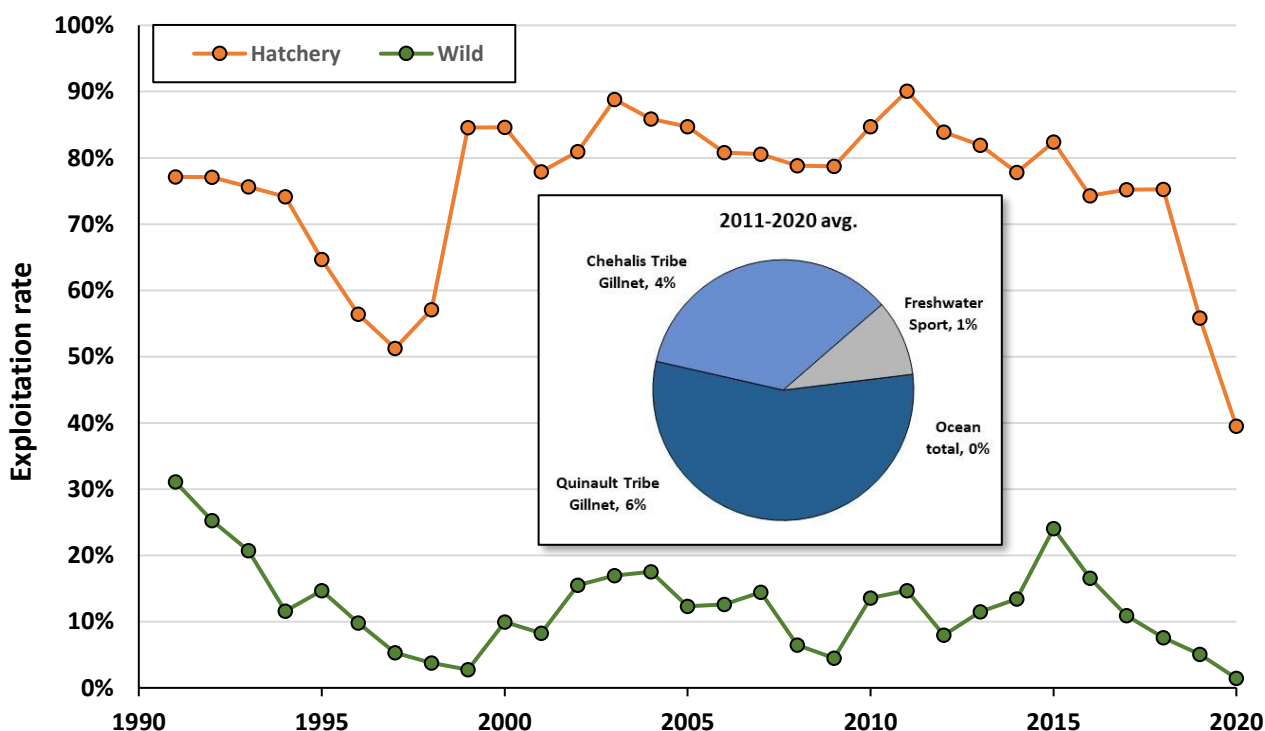 100%
90%
80%
70%
60%
50%
40%
30%
20%
10%
0%
Exploitation rate
Hatchery Wild
2011-2020 avg.
Chehalis Tribe
Gillnet, 4%
Freshwater
Sport, 1%
Ocean
total, 0%
Quinault Tribe
Gillnet, 6%
1990 1995 2000 2005 2010 2015 2020